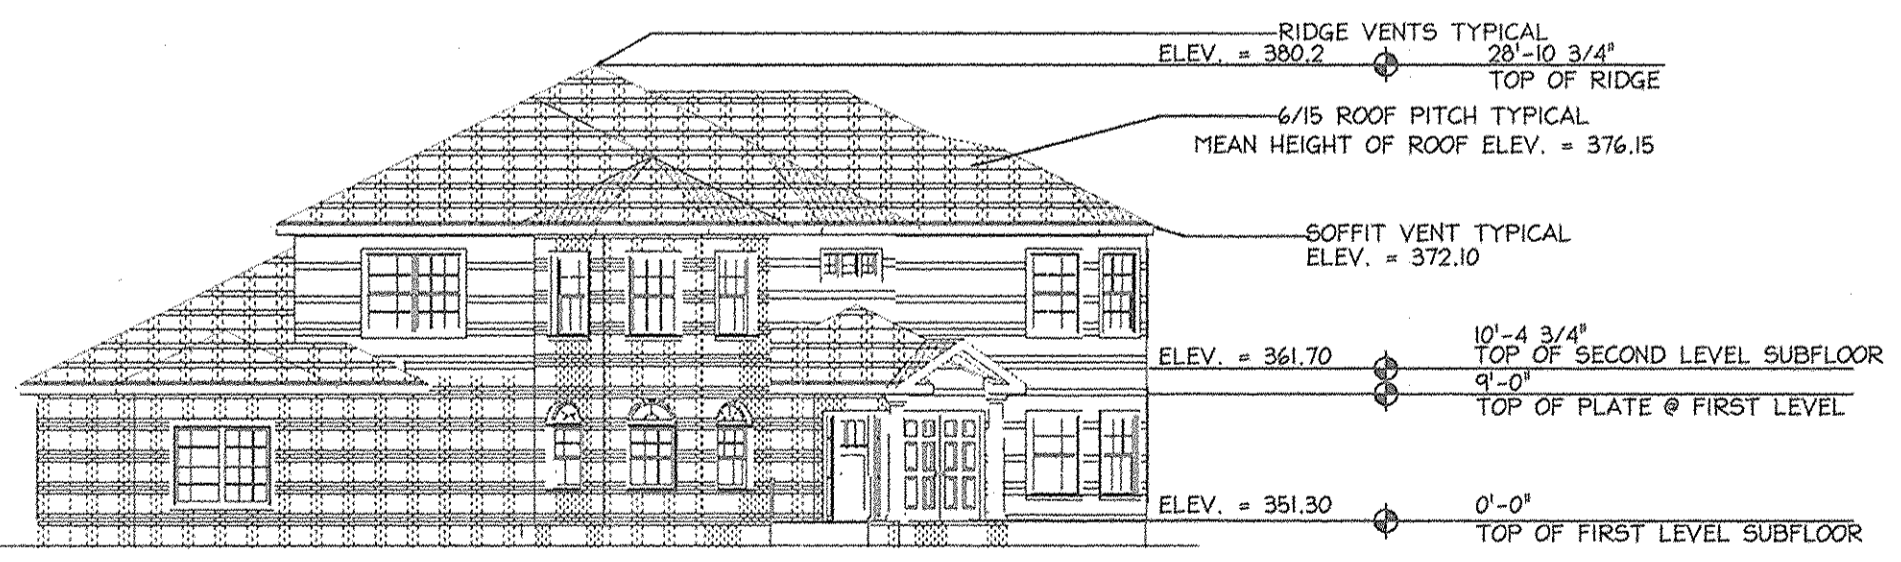 RIDGE VENTS TYPICAL
ELEV. = 380.2 28'-10 3/4"
TOP OF RIDGE
6/15 ROOF PITCH TYPICAL
MEAN HEIGHT OF ROOF ELEV. = 376.15
SOFFIT VENT TYPICAL
ELEV. = 372.10
10'-4 3/4"
ELEV. = 361.70 TOP OF SECOND LEVEL SUBFLOOR
9'-0"
TOP OF PLATE @ FIRST LEVEL
ELEV. = 351.30 0'-0"
TOP OF FIRST LEVEL SUBFLOOR